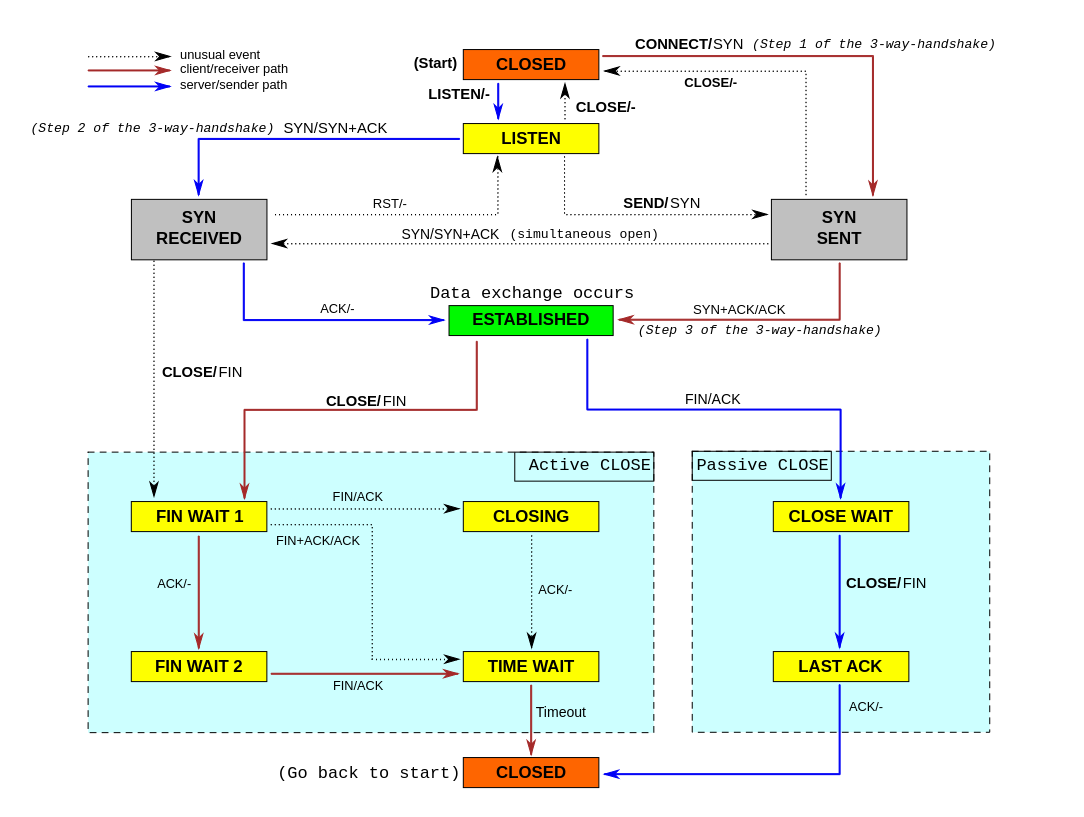 unusual event
client/receiver path
server/sender path
(Start)
CLOSED
CONNECT/SYN (Step 1 of the 3-way-handshake)
CLOSE/-
LISTEN/-
CLOSE/-
(Step 2 of the 3-way-handshake) SYN/SYN+ACK
LISTEN
RST/-
SEND/SYN
SYN
RECEIVED
SYN
SENT
SYN/SYN+ACK (simultaneous open)
Data exchange occurs
ACK/-
ESTABLISHED
SYN+ACK/ACK
(Step 3 of the 3-way-handshake)
CLOSE/FIN
CLOSE/FIN
FIN/ACK
Active CLOSE
Passive CLOSE
FIN WAIT 1
FIN/ACK
CLOSING
CLOSE WAIT
FIN+ACK/ACK
ACK/-
ACK/-
CLOSE/FIN
FIN WAIT 2
FIN/ACK
TIME WAIT
LAST ACK
Timeout
ACK/-
(Go back to start)
CLOSED